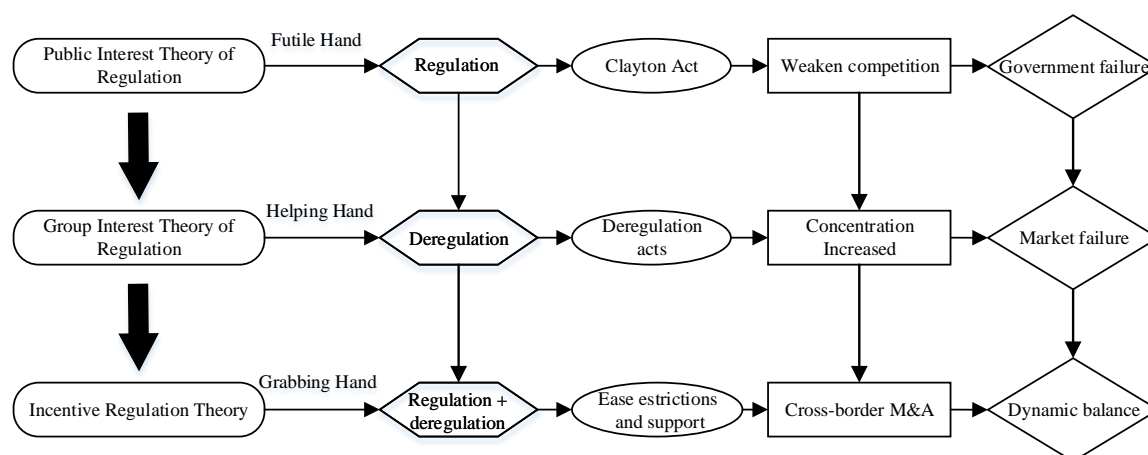 Public Interest Theory of
Regulation
Futile Hand
Regulation
Clayton Act
Weaken competition
Government failure
Group Interest Theory of
Regulation
Helping Hand
Deregulation
Deregulation
acts
Concentration
Increased
Market failure
Incentive Regulation Theory
Grabbing Hand
Regulation +
deregulation
Ease estrictions
and support
Cross-border M&A
Dynamic balance